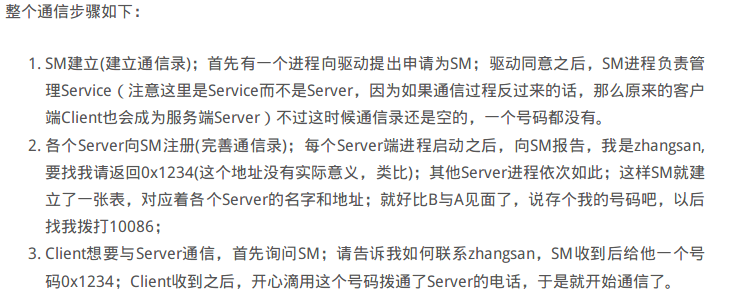 整个通信步骤如下：
1. SM建立(建立通信录)；首先有一个进程向驱动提出申请为SM；驱动同意之后，SM进程负责管
理Service（注意这里是Service而不是Server，因为如果通信过程反过来的话，那么原来的客户
端Client也会成为服务端Server）不过这时候通信录还是空的，一个号码都没有。
2. 各个Server向SM注册(完善通信录)；每个Server端进程启动之后，向SM报告，我是zhangsan,
要找我请返回0x1234(这个地址没有实际意义，类比)；其他Server进程依次如此；这样SM就建
立了一张表，对应着各个Server的名字和地址；就好比B与A见面了，说存个我的号码吧，以后
找我拨打10086；
3. Client想要与Server通信，首先询问SM；请告诉我如何联系zhangsan，SM收到后给他一个号
码0x1234；Client收到之后，开心滴用这个号码拨通了Server的电话，于是就开始通信了。